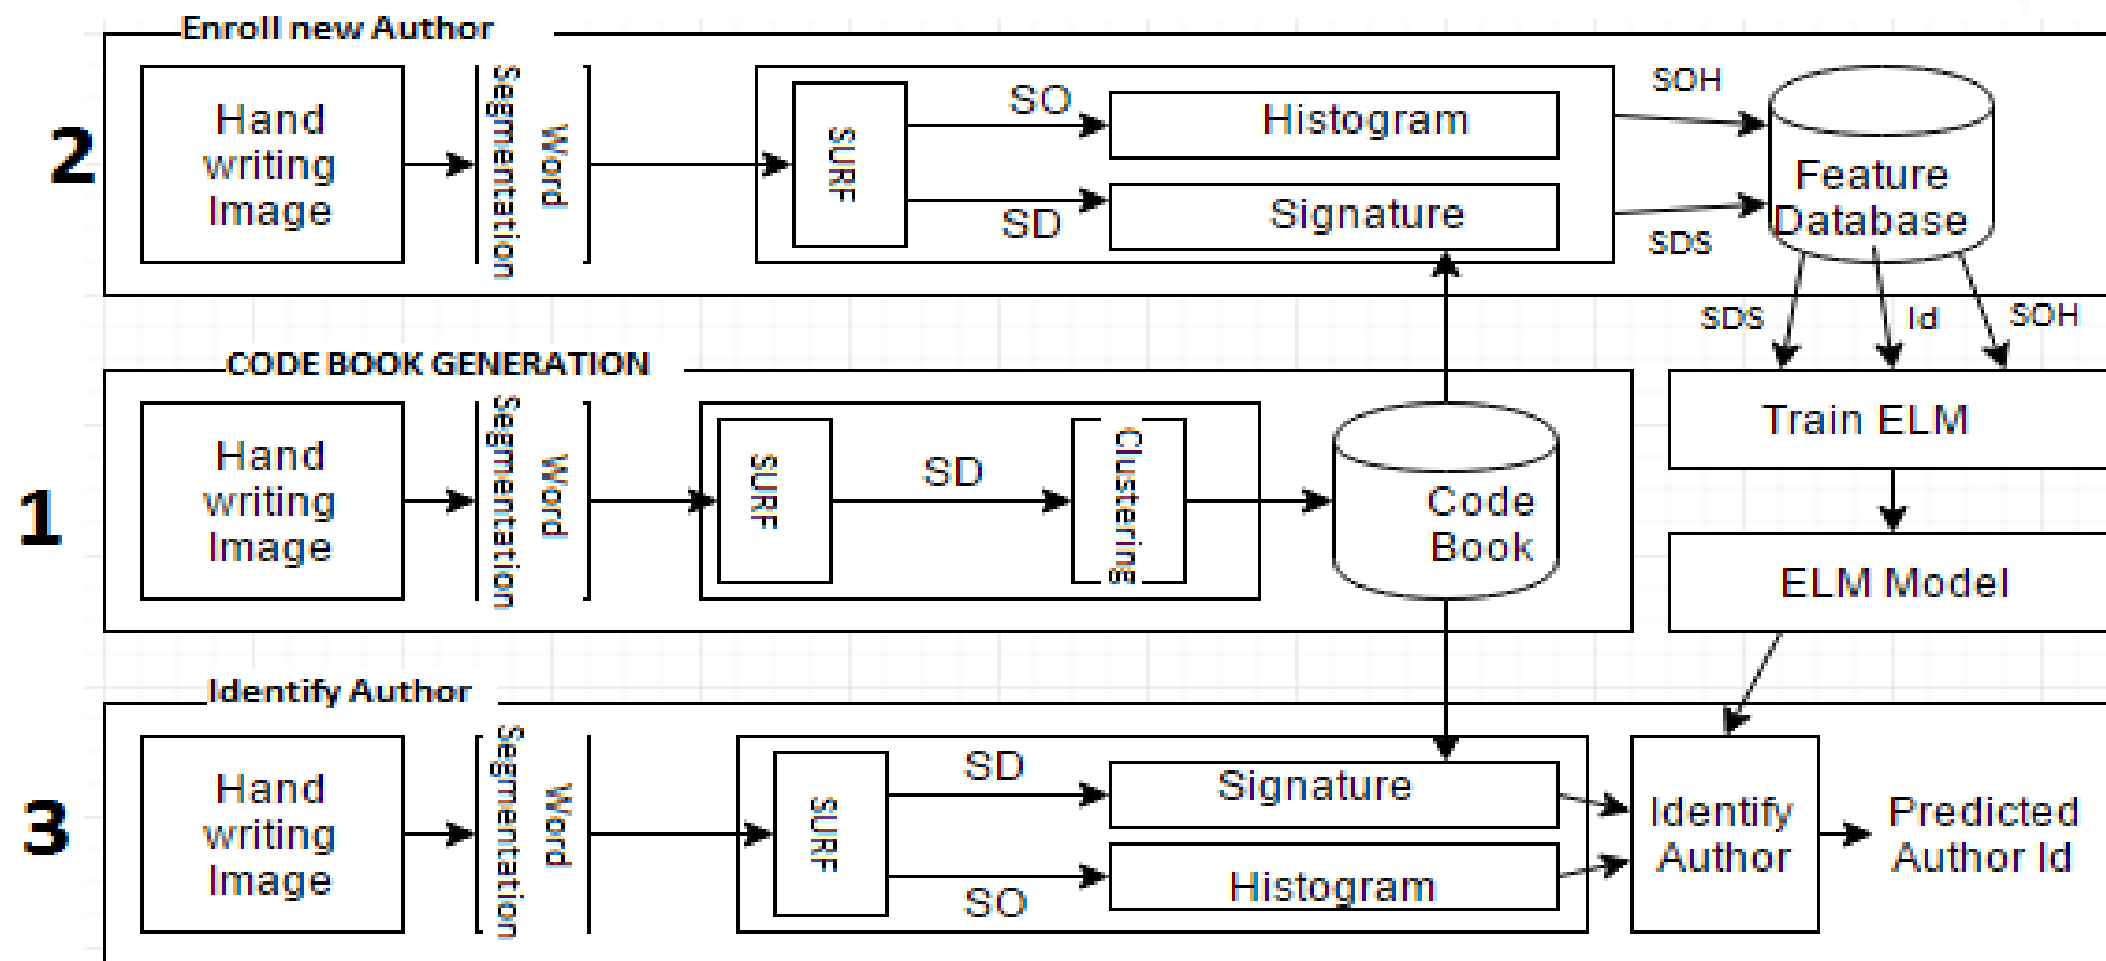 Enroll new Author
2
Hand
writing
Image
Word
Segmentation
SURF
SO
SD
Histogram
Signature
SOH
SDS
Feature
Database
SDS
Id
SOH
CODE BOOK GENERATION
1
Hand
writing
Image
Word
Segmentation
SURF
SD
Clustering
Code
Book
Train ELM
ELM Model
Identify Author
3
Hand
writing
Image
Word
Segmentation
SURF
SD
SO
Signature
Histogram
Identify
Author
Predicted
Author Id